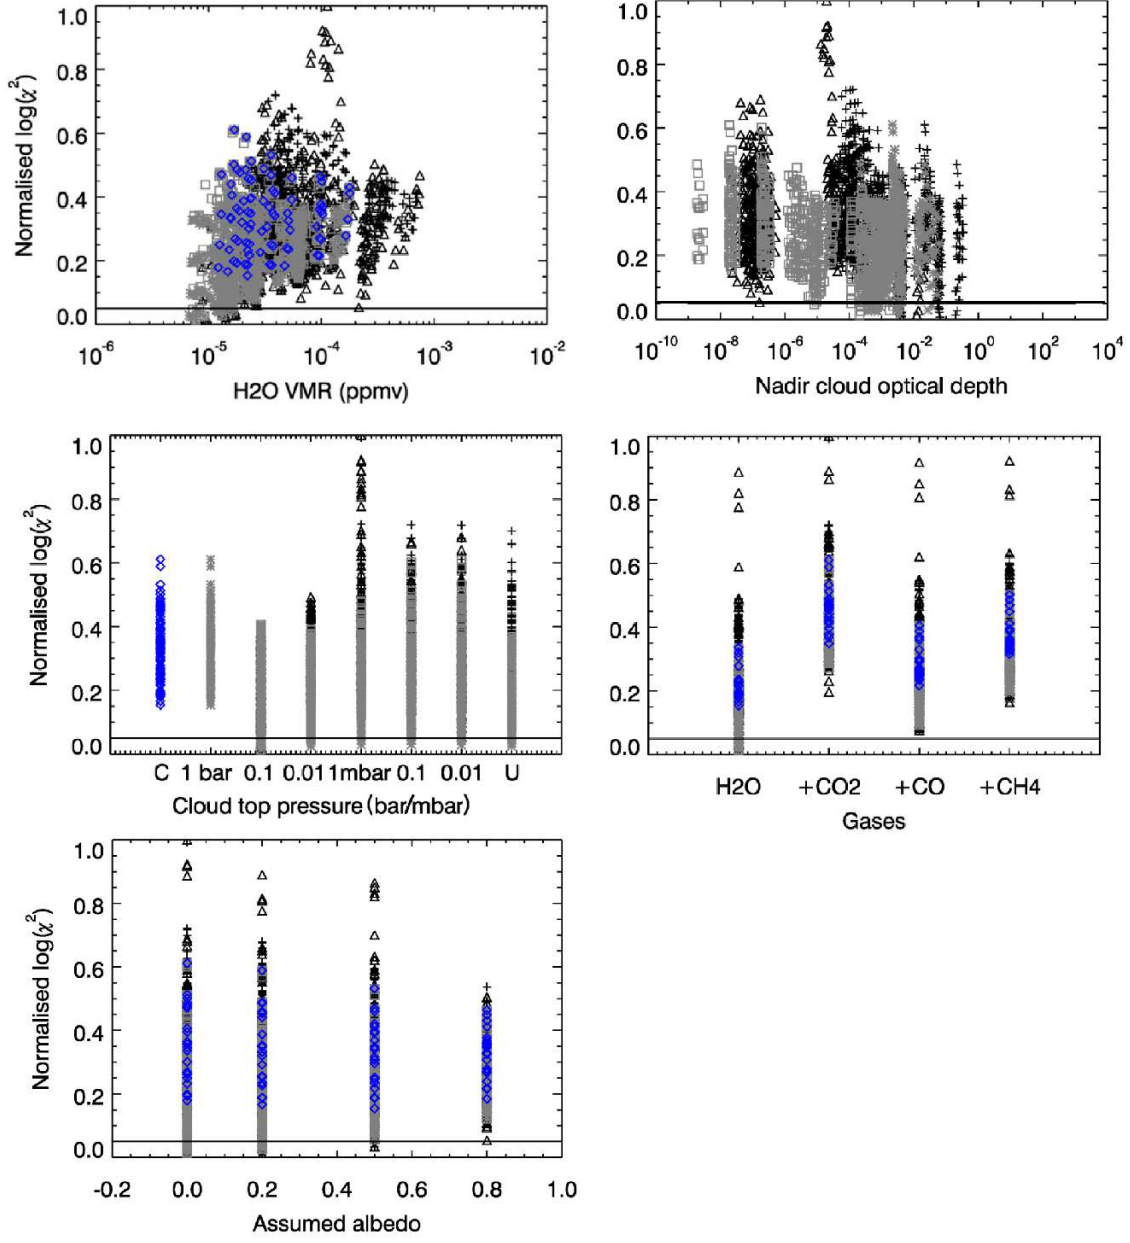 1.0
0.8
0.6
0.4
0.2
0.0
Normalised log(χ²)
10⁻⁶ 10⁻⁵ 10⁻⁴ 10⁻³ 10⁻²
H2O VMR (ppmv)
1.0
0.8
0.6
0.4
0.2
0.0
Normalised log(χ²)
10⁻¹⁰ 10⁻⁸ 10⁻⁶ 10⁻⁴ 10⁻² 10⁰ 10² 10⁴
Nadir cloud optical depth
1.0
0.8
0.6
0.4
0.2
0.0
Normalised log(χ²)
C 1 bar 0.1 0.01 1mbar 0.1 0.01 U
Cloud top pressure (bar/mbar)
1.0
0.8
0.6
0.4
0.2
0.0
Normalised log(χ²)
H2O +CO2 +CO +CH4
Gases
1.0
0.8
0.6
0.4
0.2
0.0
Normalised log(χ²)
-0.2 0.0 0.2 0.4 0.6 0.8 1.0
Assumed albedo